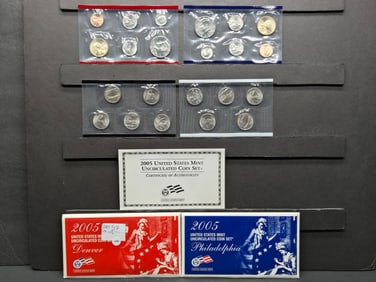 2005 UNITED STATES MINT
UNCIRCULATED COIN SET
CERTIFICATE OF AUTHENTICITY
2005
UNITED STATES MINT
UNCIRCULATED COIN SET
Denver
2005
UNITED STATES MINT
UNCIRCULATED COIN SET
Philadelphia